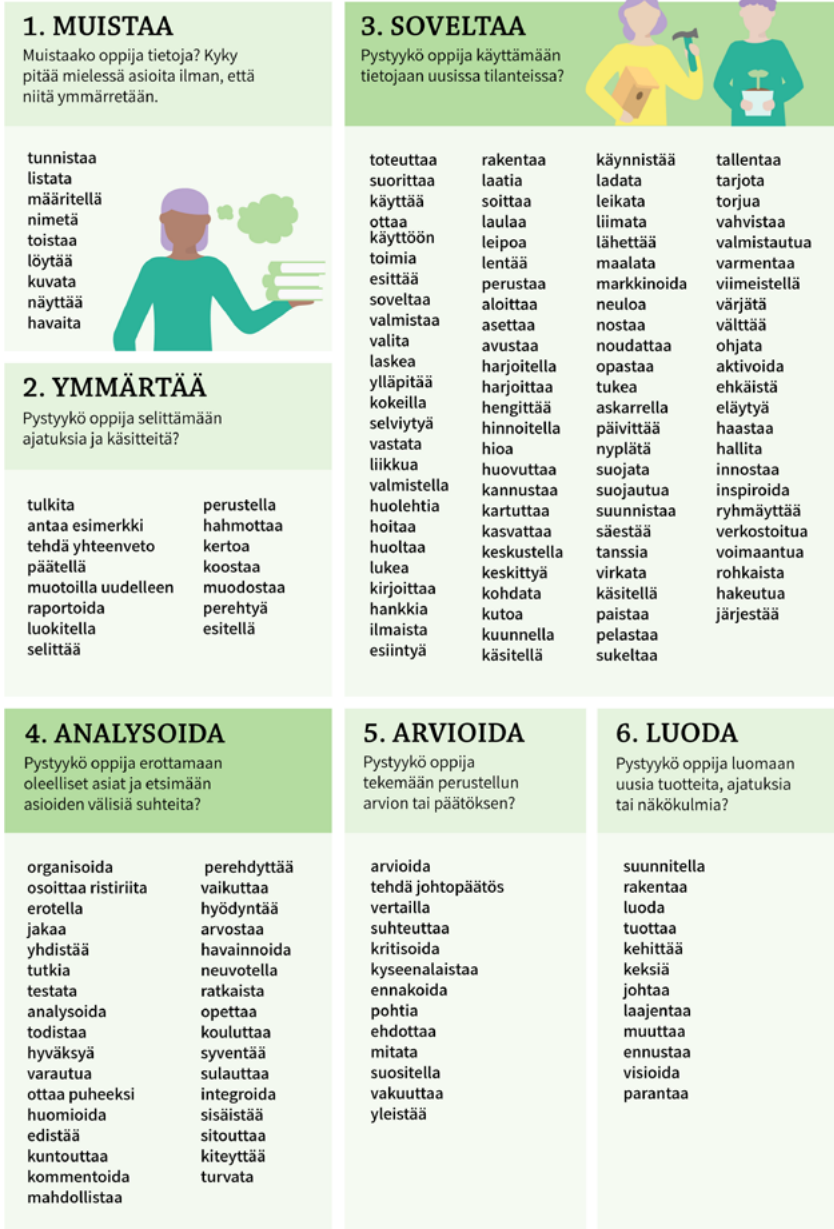 1. MUISTAA
Muistaako oppija tietoja? Kyky
pitää mielessä asioita ilman, että
niitä ymmärretään.
tunnistaa
listata
määritellä
nimetä
toistaa
löytää
kuvata
näyttää
havaita
2. YMMÄRTÄÄ
Pystyykö oppija selittämään
ajatuksia ja käsitteitä?
tulkita
antaa esimerkki
tehdä yhteenveto
päätellä
muotoilla uudelleen
raportoida
luokitella
selittää
perustella
hahmottaa
kertoa
koostaa
muodostaa
perehtyä
esitellä
3. SOVELTAA
Pystyykö oppija käyttämään
tietojaan uusissa tilanteissa?
toteuttaa
suorittaa
käyttää
ottaa
käyttöön
toimia
esittää
soveltaa
valmistaa
valita
laskea
ylläpitää
kokeilla
selviytyä
vastata
liikkua
valmistella
huolehtia
hoitaa
huoltaa
lukea
kirjoittaa
hankkia
ilmaista
esiintyä
rakentaa
laatia
soittaa
laulaa
leipoa
lentää
perustaa
aloittaa
asettaa
avustaa
harjoitella
harjoittaa
hengittää
hinnoitella
hioa
huovuttaa
kannustaa
kartuttaa
kasvattaa
keskustella
keskittyä
kohdata
kutoa
kuunnella
käsitellä
käynnistää
ladata
leikata
liimata
lähettää
maalata
markkinoida
neuloa
nostaa
noudattaa
opastaa
tukea
askarrella
päivittää
nyplätä
suojata
suojautua
suunnistaa
säestää
tanssia
virkata
käsitellä
paistaa
pelastaa
sukeltaa
tallentaa
tarjota
torjua
vahvistaa
valmistautua
varmentaa
viimeistellä
värjätä
välttää
ohjata
aktivoida
ehkäistä
eläytyä
haastaa
hallita
innostaa
inspiroida
ryhmäyttää
verkostoitua
voimaantua
rohkaista
hakeutua
järjestää
4. ANALYSOIDA
Pystyykö oppija erottamaan
oleelliset asiat ja etsimään
asioiden välisiä suhteita?
organisoida
osoittaa ristiriita
erotella
jakaa
yhdistää
tutkia
testata
analysoida
todistaa
hyväksyä
varautua
ottaa puheeksi
huomioida
edistää
kuntouttaa
kommentoida
mahdollistaa
perehdyttää
vaikuttaa
hyödyntää
arvostaa
havainnoida
neuvotella
ratkaista
opettaa
kouluttaa
syventää
sulauttaa
integroida
sisäistää
sitouttaa
kiteyttää
turvata
5. ARVIOIDA
Pystyykö oppija
tekemään perustellun
arvion tai päätöksen?
arvioida
tehdä johtopäätös
vertailla
suhteuttaa
kritisoida
kyseenalaistaa
ennakoida
pohtia
ehdottaa
mitata
suositella
vakuuttaa
yleistää
6. LUODA
Pystyykö oppija luomaan
uusia tuotteita, ajatuksia
tai näkökulmia?
suunnitella
rakentaa
luoda
tuottaa
kehittää
keksiä
johtaa
laajentaa
muuttaa
ennustaa
visioida
parantaa